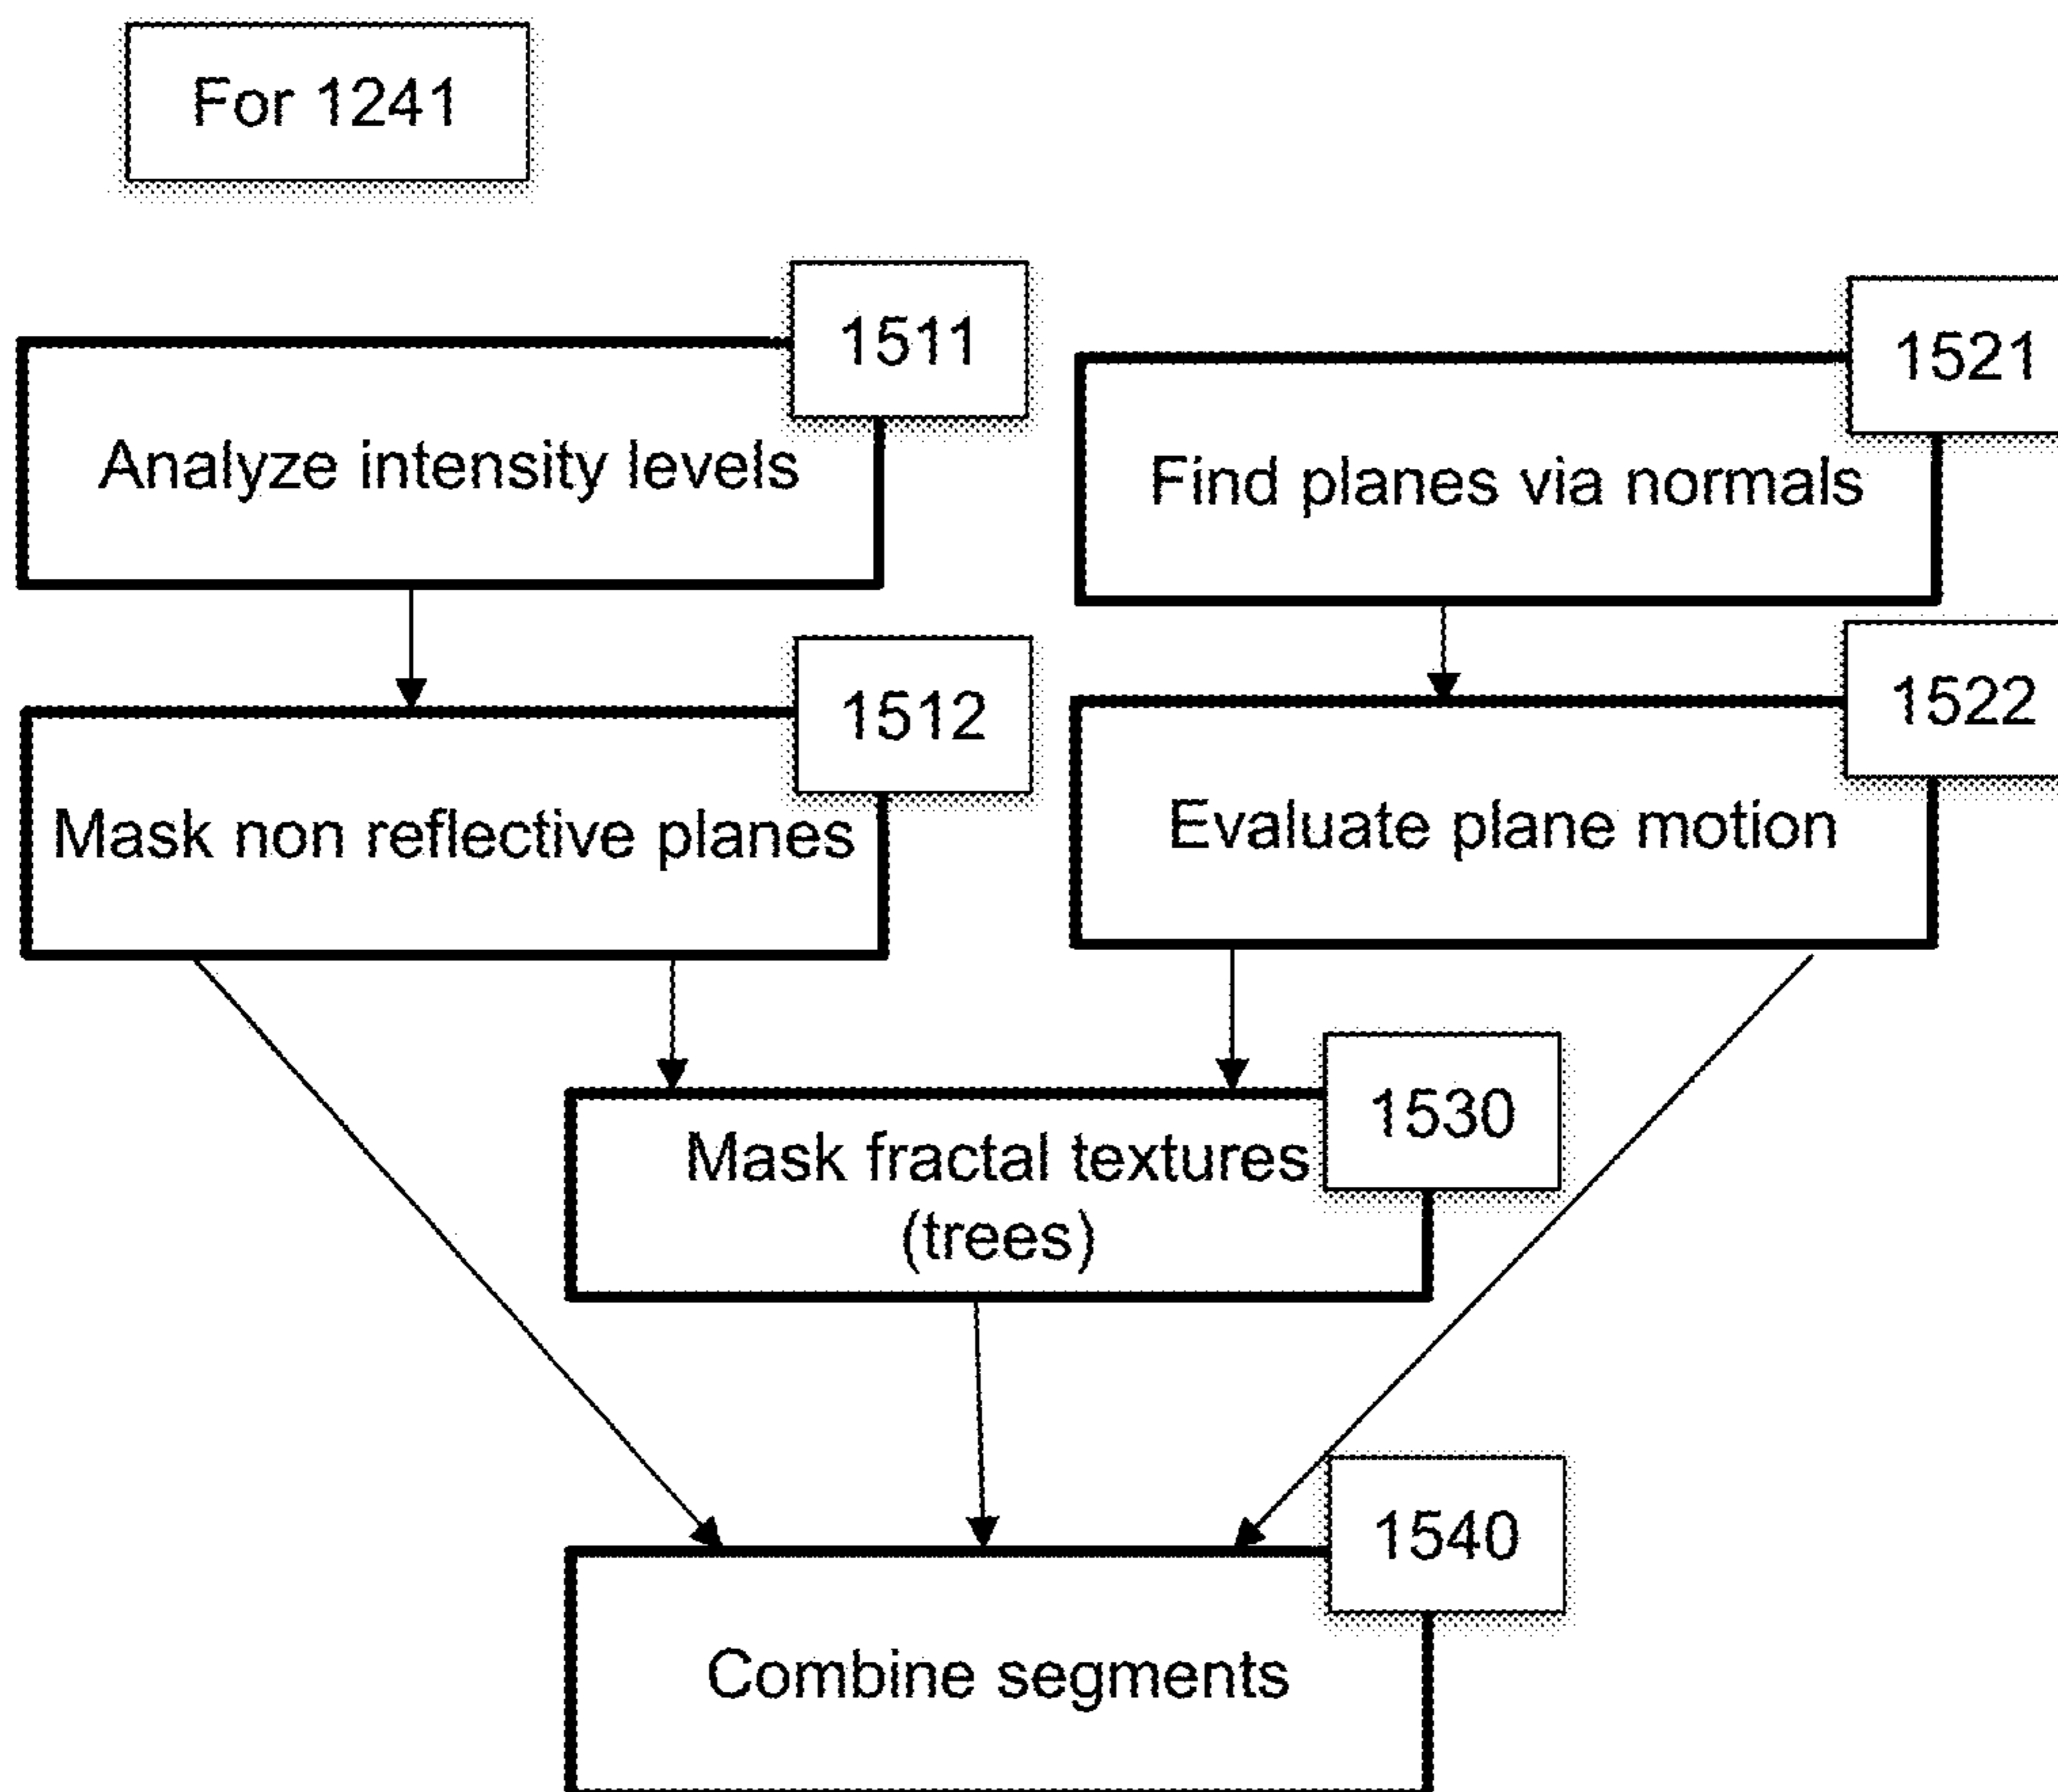 For 1241
1511
Analyze intensity levels
1521
Find planes via normals
1512
Mask non reflective planes
1522
Evaluate plane motion
1530
Mask fractal textures
(trees)
1540
Combine segments